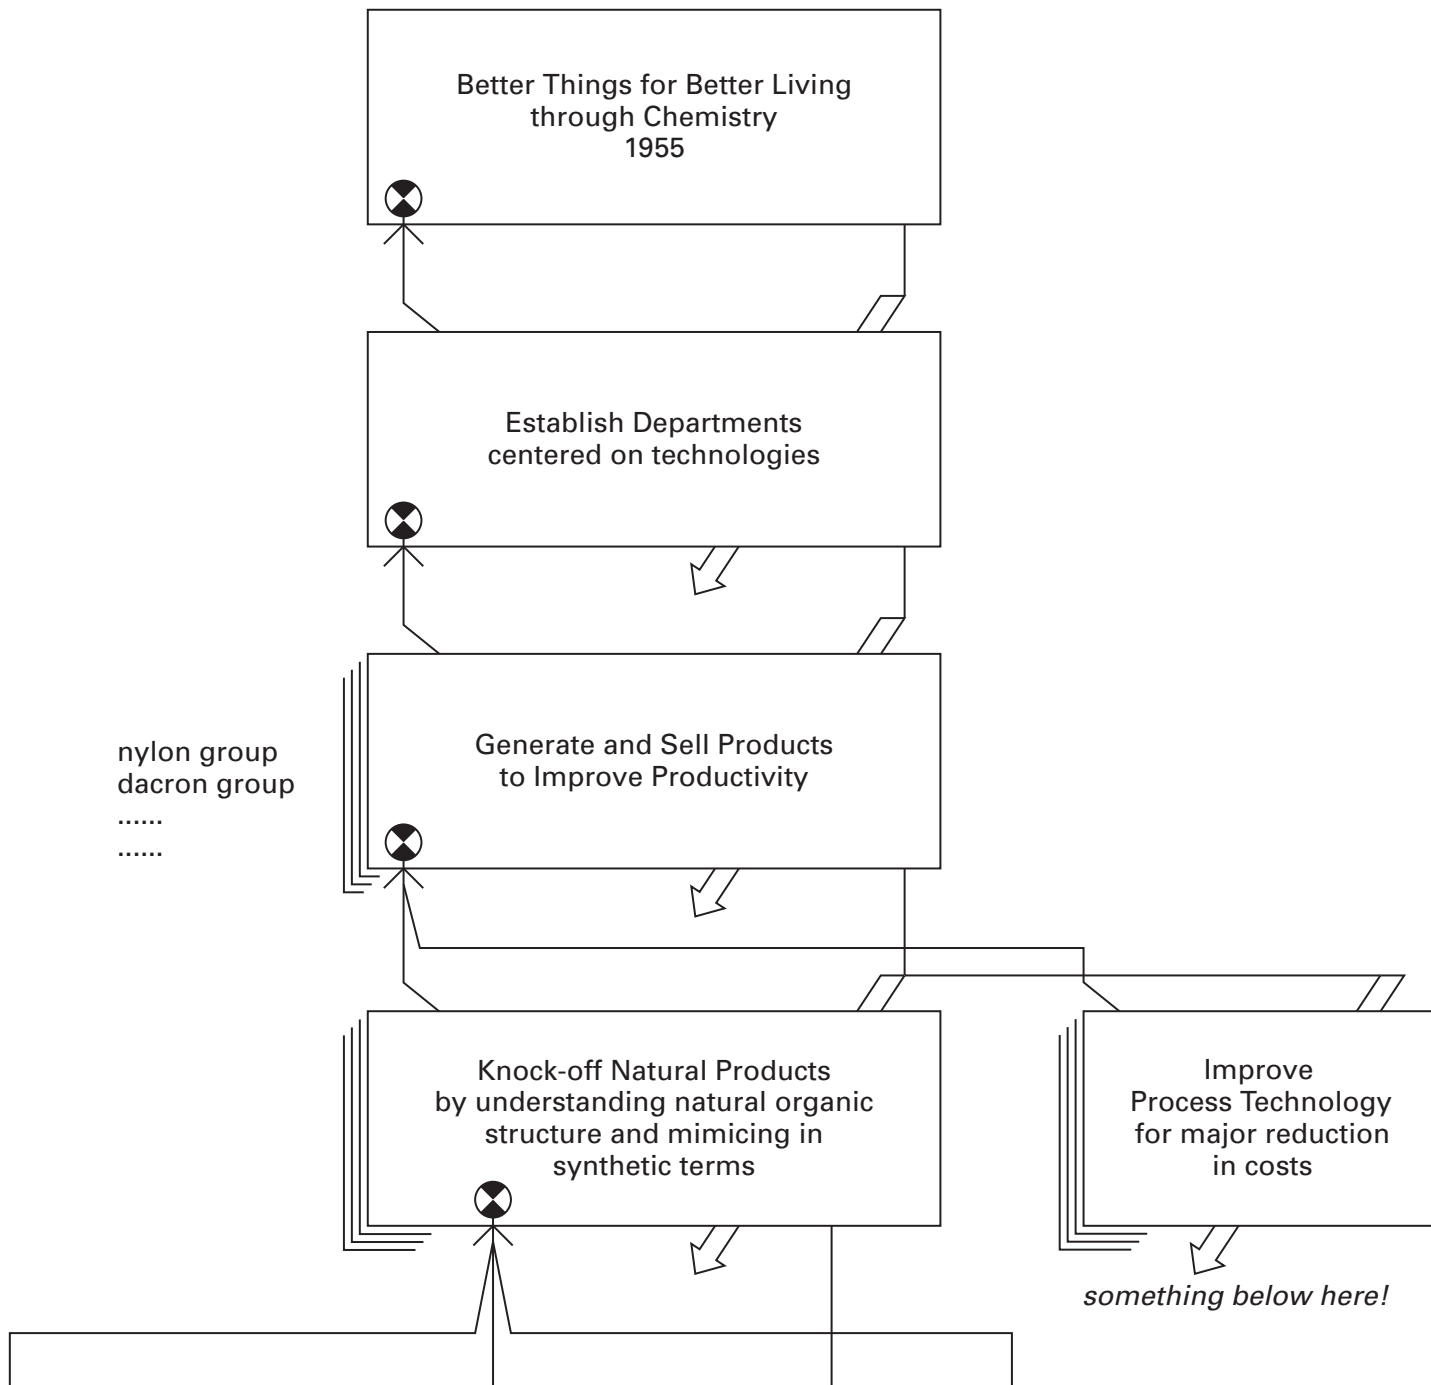 Better Things for Better Living
through Chemistry
1955
Establish Departments
centered on technologies
nylon group
dacron group
......
......
Generate and Sell Products
to Improve Productivity
Knock-off Natural Products
by understanding natural organic
structure and mimicing in
synthetic terms
Improve
Process Technology
for major reduction
in costs
something below here!